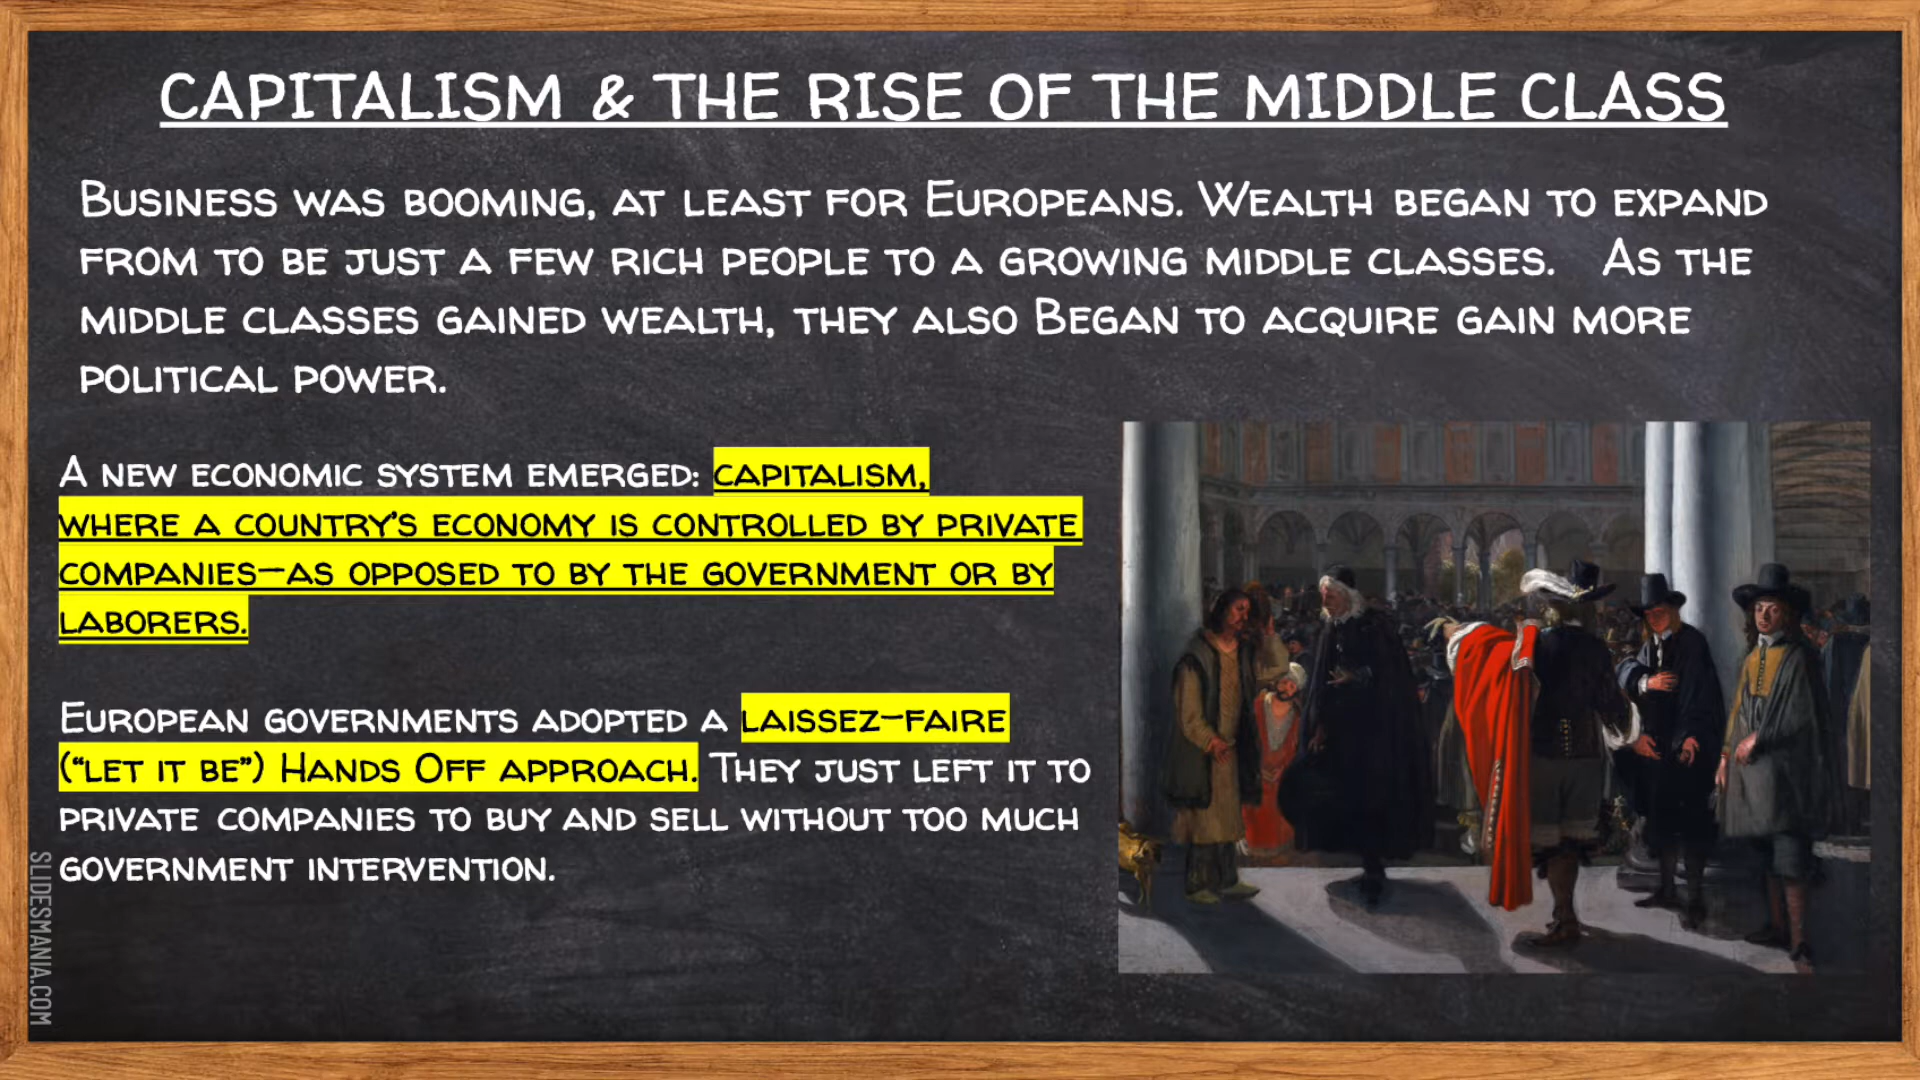 CAPITALISM & THE RISE OF THE MIDDLE CLASS
BUSINESS WAS BOOMING, AT LEAST FOR EUROPEANS. WEALTH BEGAN TO EXPAND
FROM TO BE JUST A FEW RICH PEOPLE TO A GROWING MIDDLE CLASSES. AS THE
MIDDLE CLASSES GAINED WEALTH, THEY ALSO BEGAN TO ACQUIRE GAIN MORE
POLITICAL POWER.
A NEW ECONOMIC SYSTEM EMERGED: CAPITALISM,
WHERE A COUNTRY'S ECONOMY IS CONTROLLED BY PRIVATE
COMPANIES—AS OPPOSED TO BY THE GOVERNMENT OR BY
LABORERS.
EUROPEAN GOVERNMENTS ADOPTED A LAISSEZ-FAIRE
(“LET IT BE”) HANDS OFF APPROACH. THEY JUST LEFT IT TO
PRIVATE COMPANIES TO BUY AND SELL WITHOUT TOO MUCH
GOVERNMENT INTERVENTION.
SLIDESMANIA.COM